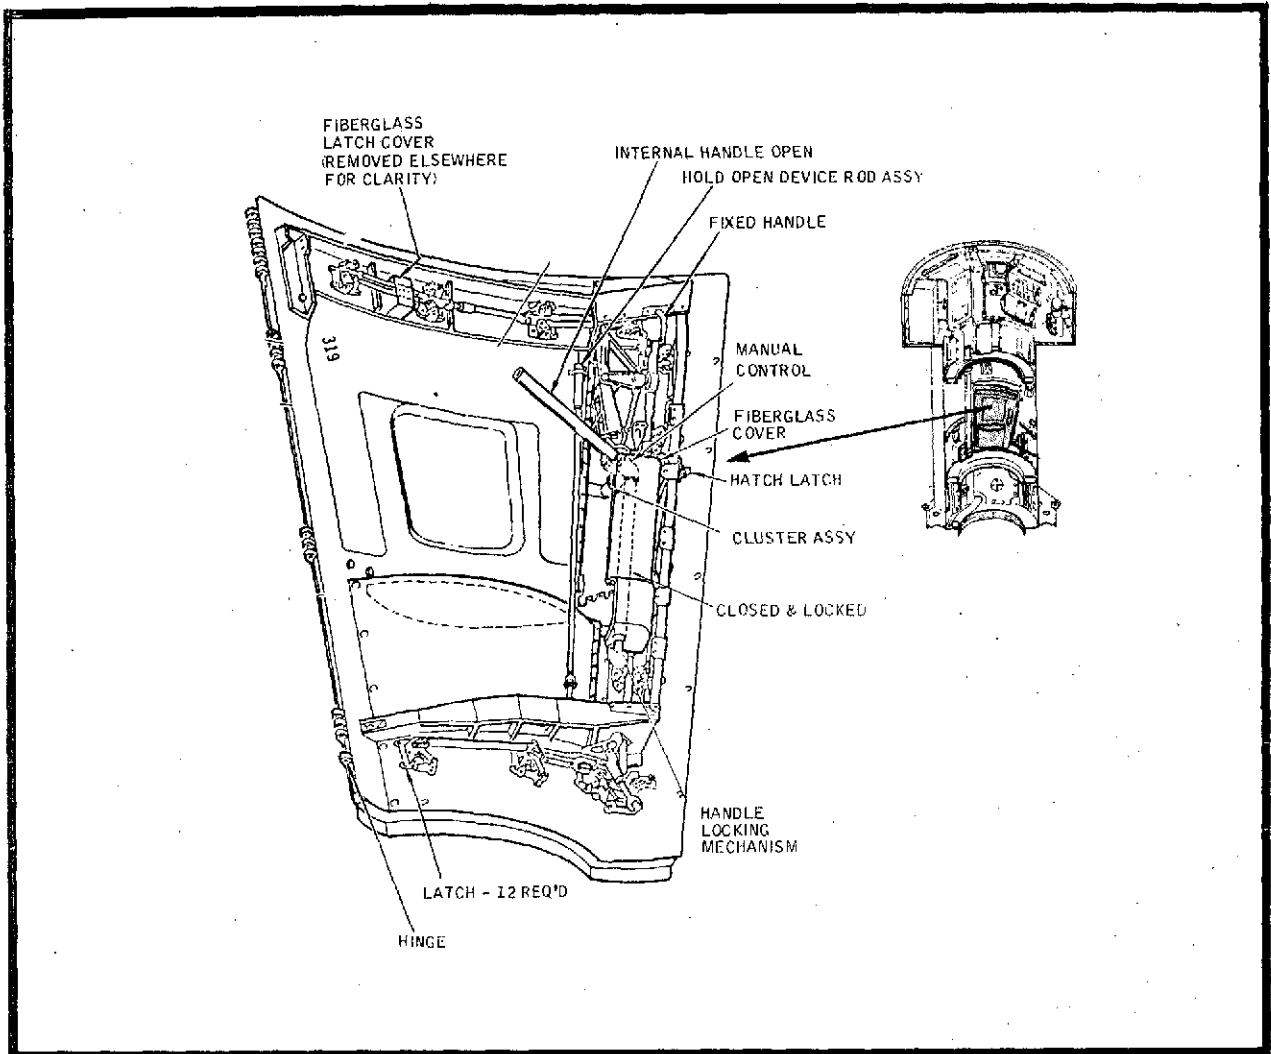 FIBERGLASS
LATCH COVER
(REMOVED ELSEWHERE
FOR CLARITY)
INTERNAL HANDLE OPEN
HOLD OPEN DEVICE ROD ASSY
FIXED HANDLE
319
MANUAL
CONTROL
FIBERGLASS
COVER
HATCH LATCH
CLUSTER ASSY
CLOSED & LOCKED
HANDLE
LOCKING
MECHANISM
LATCH - 12 REQ'D
HINGE